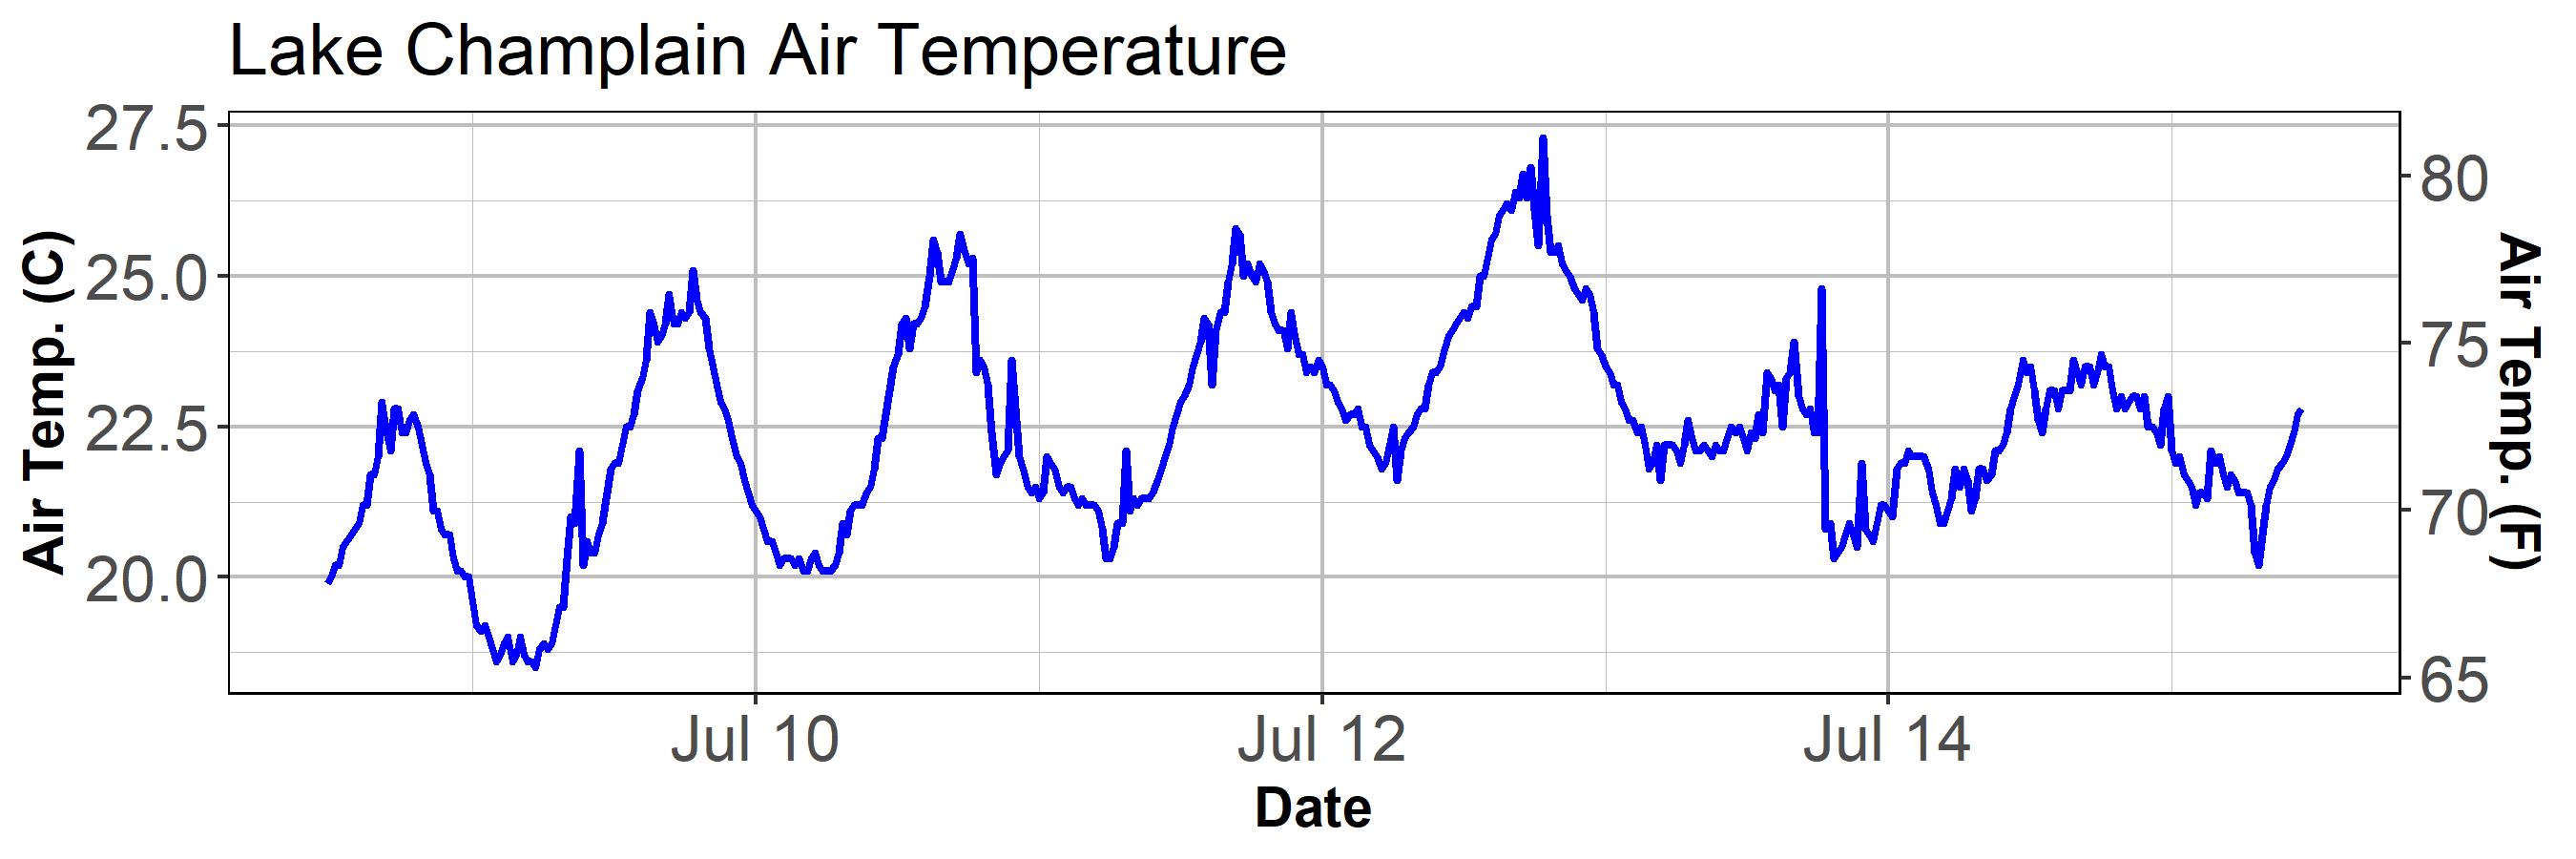 Lake Champlain Air Temperature
27.5
25.0
22.5
20.0
Air Temp. (C)
80
75
70
65
Air Temp. (F)
Jul 10
Jul 12
Jul 14
Date